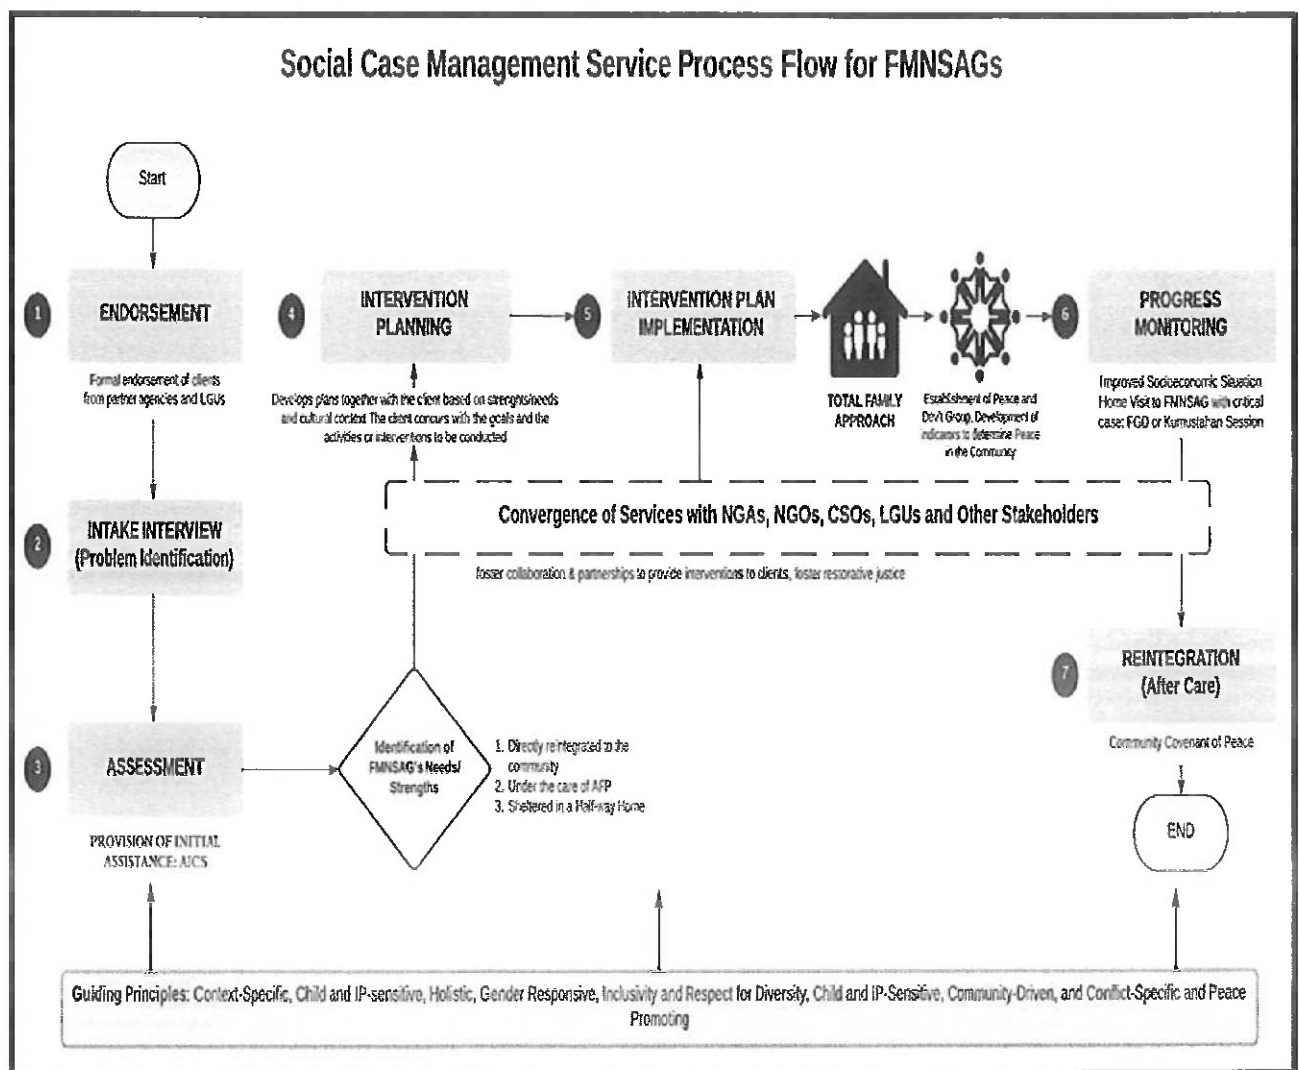 Social Case Management Service Process Flow for FMNSAGs
Start
1
ENDORSEMENT
Formal endorsement of clients
from partner agencies and LGUs
2
INTAKE INTERVIEW
(Problem Identification)
3
ASSESSMENT
PROVISION OF INITIAL
ASSISTANCE: AICS
Identification of
FMNSAG's Needs/
Strengths
1. Directly reintegrated to the
community
2. Under the care of AFP
3. Sheltered in a Half-way Home
4
INTERVENTION
PLANNING
Develops plans together with the client based on strenghts/needs
and cultural context The client concurs with the goals and the
activities or interventions to be conducted
5
INTERVENTION PLAN
IMPLEMENTATION
TOTAL FAMILY
APPROACH
Establishment of Peace and
Dev't Group, Development of
indicators to determine Peace
in the Community
6
PROGRESS
MONITORING
Improved Socioeconomic Situation
Home Visit to FMNSAG with critical
case: FGD or Kumustahan Session
Convergence of Services with NGAs, NGOs, CSOs, LGUs and Other Stakeholders
foster collaboration & partnerships to provide interventions to clients, foster restorative justice
7
REINTEGRATION
(After Care)
Community Covenant of Peace
END
Guiding Principles: Context-Specific, Child and IP-sensitive, Holistic, Gender Responsive, Inclusivity and Respect for Diversity, Child and IP-Sensitive, Community-Driven, and Conflict-Specific and Peace
Promoting